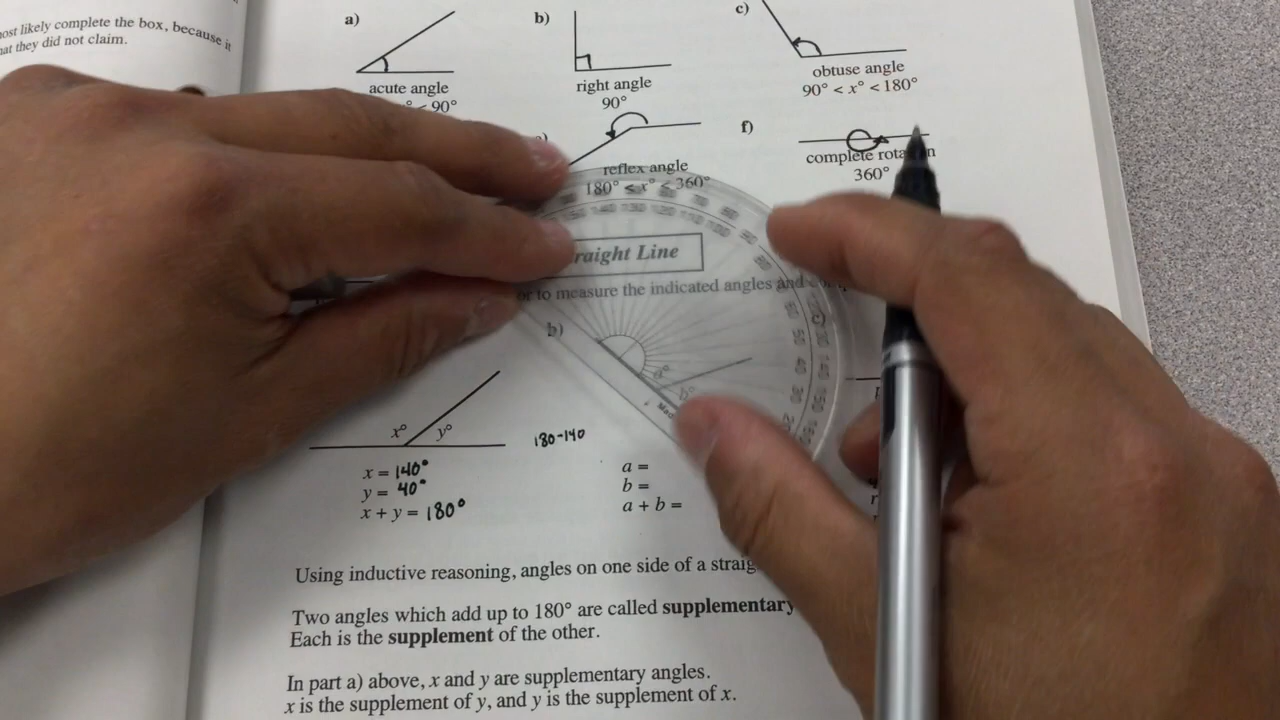 ost likely complete the box, because it
at they did not claim.
a)
acute angle
° < 90°
b)
right angle
90°
c)
obtuse angle
90° < x° < 180°
reflex angle
180° < x° < 360°
f)
complete rotation
360°
raight Line
or to measure the indicated angles and
x° y°
x = 140°
y = 40°
x + y = 180°
b)
180-140
a =
b =
a + b =
Using inductive reasoning, angles on one side of a straig
Two angles which add up to 180° are called supplementary
Each is the supplement of the other.
In part a) above, x and y are supplementary angles.
x is the supplement of y, and y is the supplement of x.